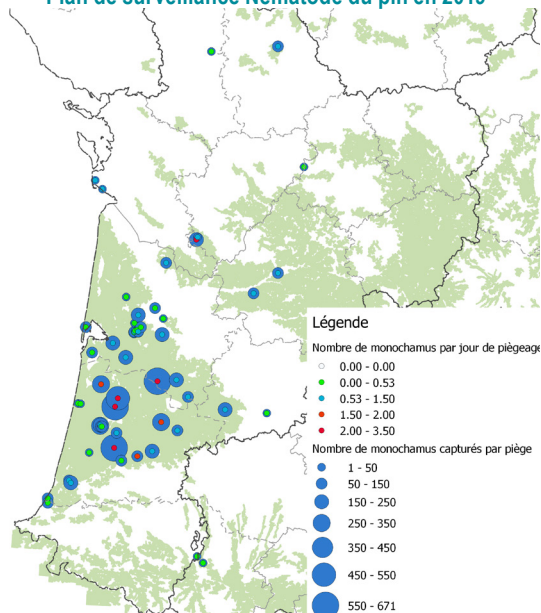 Plan de surveillance Nématode du pin en 2019
Légende
Nombre de monochamus par jour de piègeage
0.00 - 0.00
0.00 - 0.53
0.53 - 1.50
1.50 - 2.00
2.00 - 3.50
Nombre de monochamus capturés par piège
1 - 50
50 - 150
150 - 250
250 - 350
350 - 450
450 - 550
550 - 671